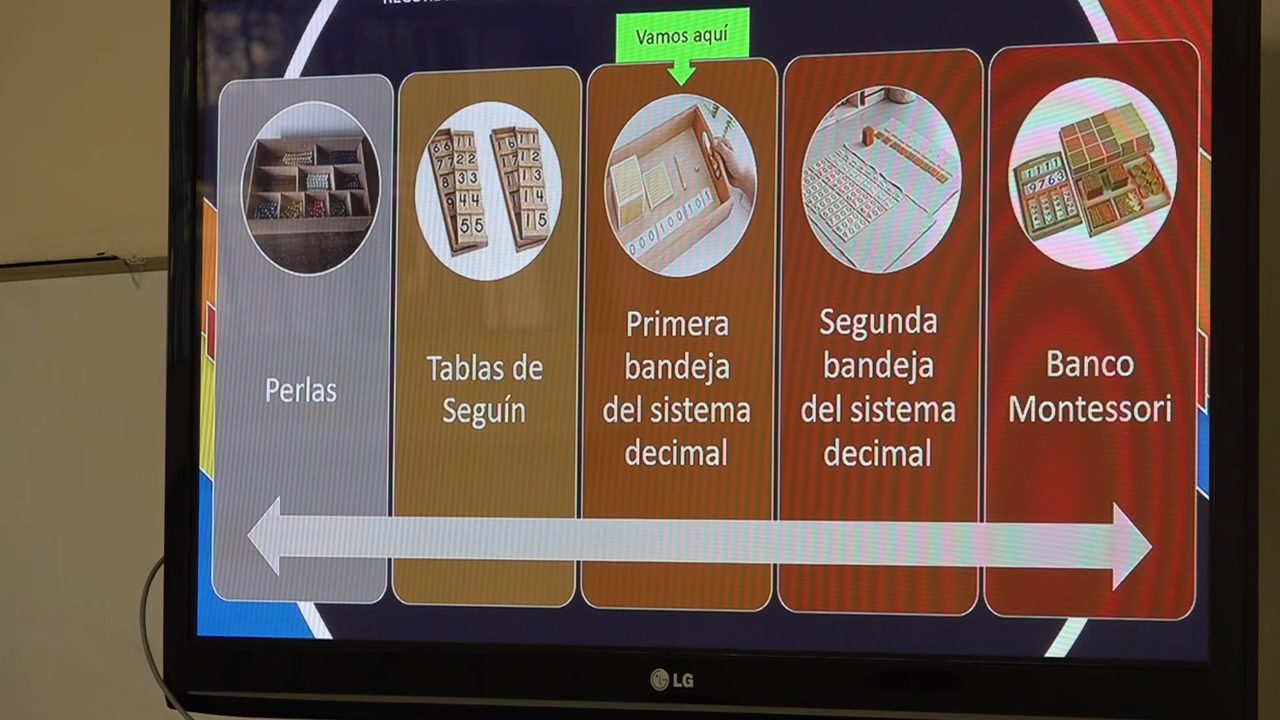 Vamos aquí
Perlas
Tablas de
Seguín
Primera
bandeja
del sistema
decimal
Segunda
bandeja
del sistema
decimal
Banco
Montessori
LG